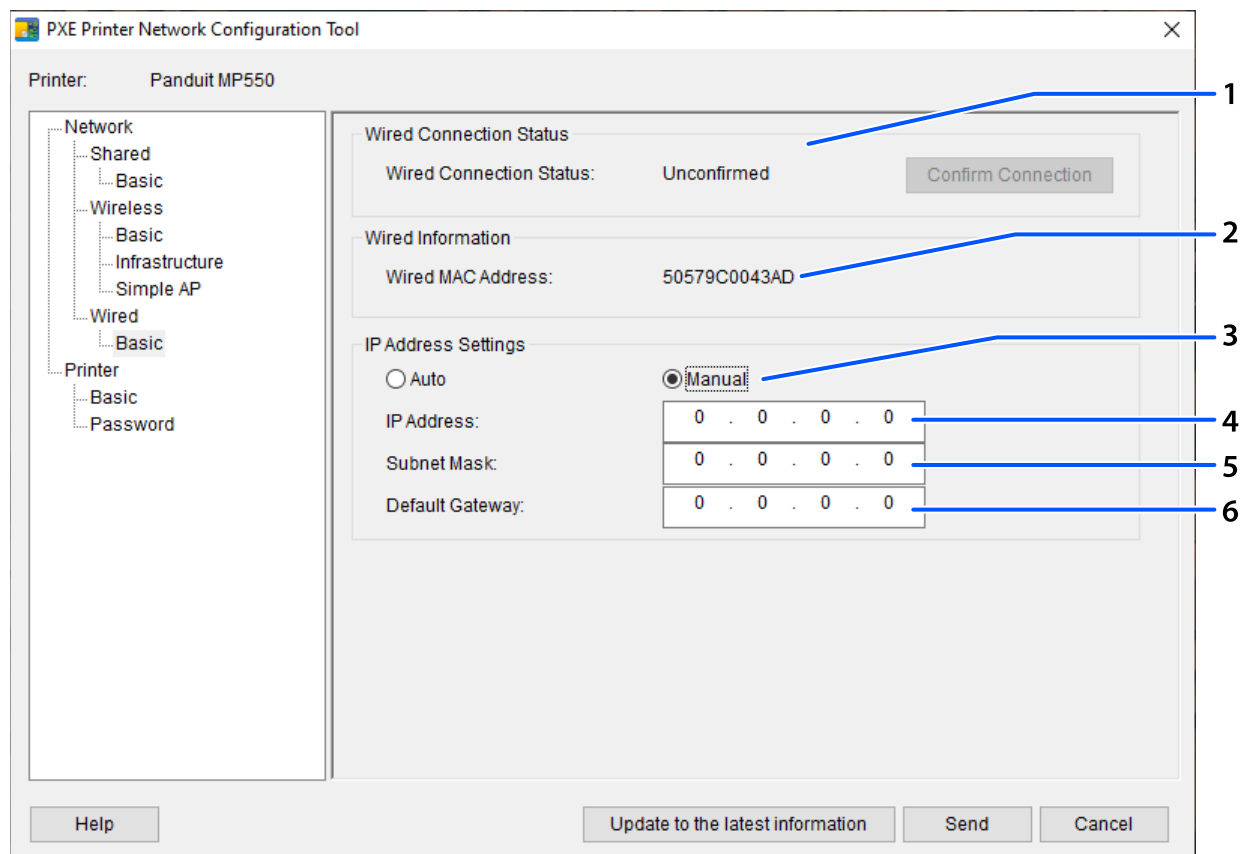 PXE Printer Network Configuration Tool
Printer: Panduit MP550
1
Network
Shared
Basic
Wireless
Basic
Infrastructure
Simple AP
Wired
Basic
Printer
Basic
Password
Wired Connection Status
Wired Connection Status: Unconfirmed Confirm Connection
2
Wired Information
Wired MAC Address: 50579C0043AD
3
IP Address Settings
Auto Manual
IP Address: 0 . 0 . 0 . 0 4
Subnet Mask: 0 . 0 . 0 . 0 5
Default Gateway: 0 . 0 . 0 . 0 6
Help Update to the latest information Send Cancel